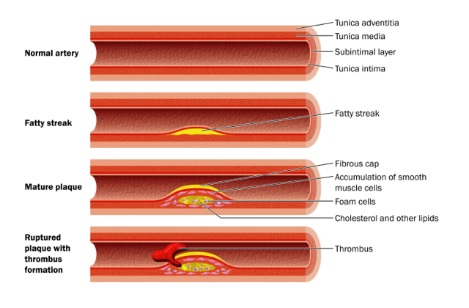 Normal artery
Tunica adventitia
Tunica media
Subintimal layer
Tunica intima
Fatty streak
Fatty streak
Mature plaque
Fibrous cap
Accumulation of smooth
muscle cells
Foam cells
Cholesterol and other lipids
Ruptured
plaque with
thrombus
formation
Thrombus